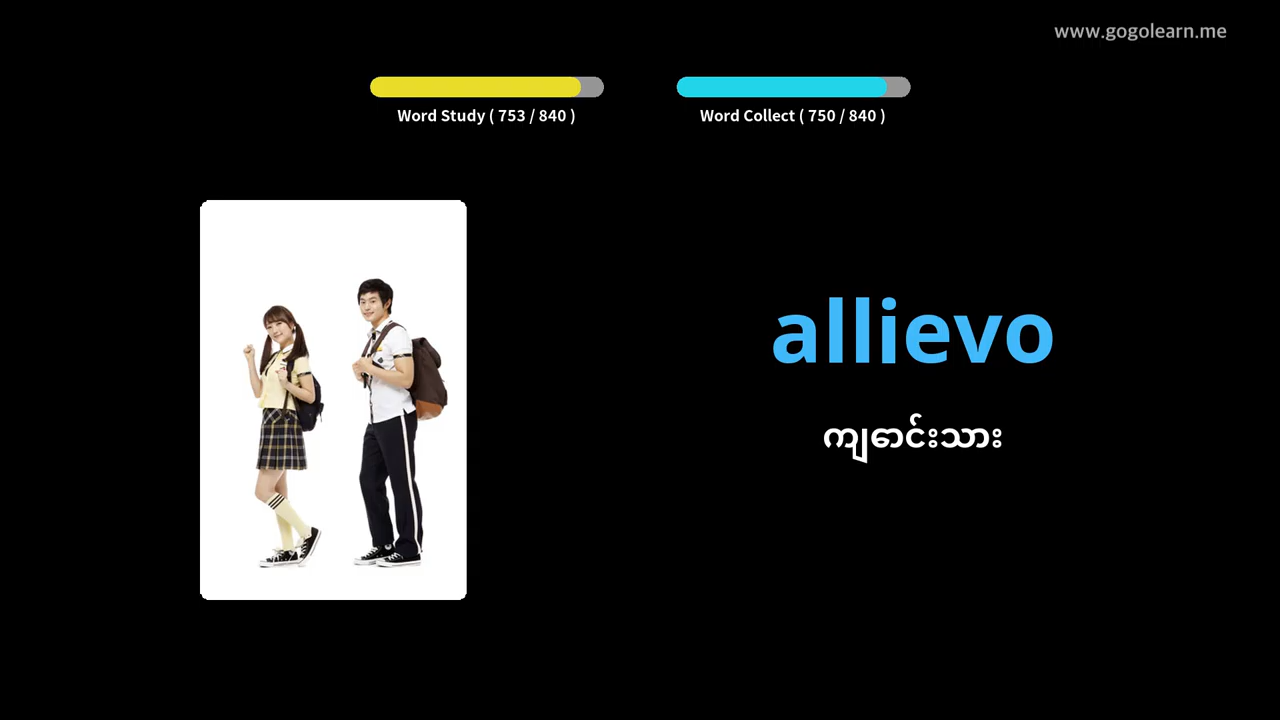 www.gogolearn.me
Word Study ( 753 / 840 )
Word Collect ( 750 / 840 )
allievo
ကျောင်းသား